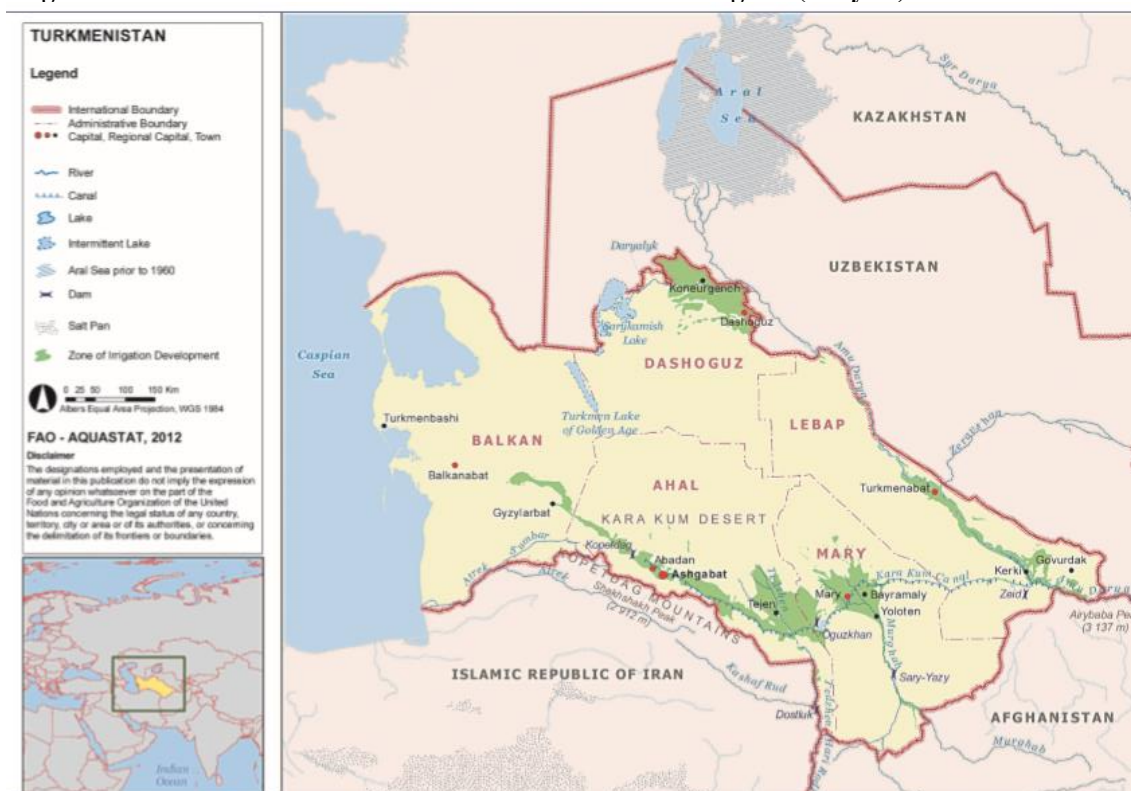 TURKMENISTAN
Legend
International Boundary
Administrative Boundary
Capital, Regional Capital, Town
River
Canal
Lake
Intermittent Lake
Aral Sea prior to 1960
Dam
Salt Pan
Zone of Irrigation Development
0 25 50 100 150 Km
Albers Equal Area Projection, WGS 1984
FAO - AQUASTAT, 2012
Disclaimer
The designations employed and the presentation of
material in this publication do not imply the expression
of any opinion whatsoever on the part of the
Food and Agriculture Organization of the United
Nations concerning the legal status of any country,
territory, city or area or of its authorities, or concerning
the delimitation of its frontiers or boundaries.
Indian
Ocean
Aral
Sea
Syr Darya
KAZAKHSTAN
UZBEKISTAN
Daryalyk
Koneurgench
Dashoguz
Sarykamish
Lake
DASHOGUZ
Caspian
Sea
Amu Darya
Turkmenbashi
Turkmen Lake
of Golden Age
LEBAP
Zeravshan
BALKAN
Balkanabat
AHAL
Turkmenabat
Gyzylarbat
KARA KUM DESERT
Sumbar
Kopetdag
Abadan
Ashgabat
MARY
Kara Kum Canal
Govurdak
Kerki
Atrek
Atrek
KOPETDAG MOUNTAINS
Shakhshakh Peak
(2 912 m)
Tejen
Mary
Bayramaly
Yoloten
Zeid
Amu Darya
Airybaba Pe
(3 137 m)
Oguzkhan
Murghab
ISLAMIC REPUBLIC OF IRAN
Kashaf Rud
Sary-Yazy
Dostluk
AFGHANISTAN
Murghab